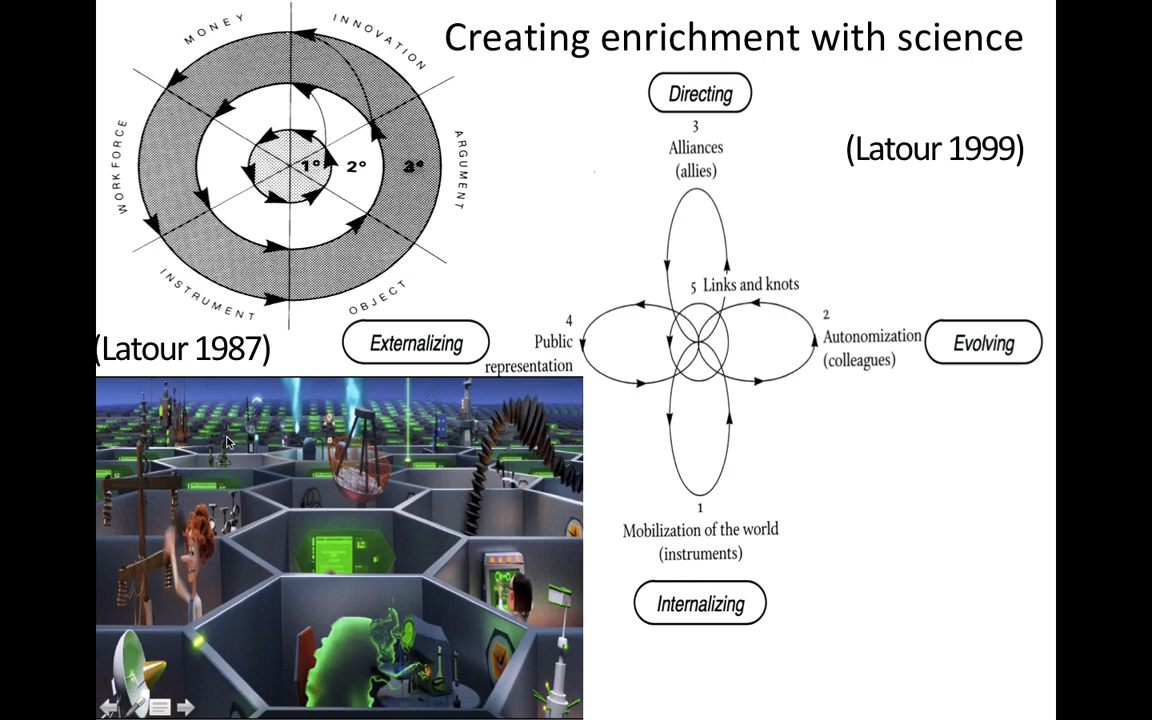 Creating enrichment with science
MONEY
INNOVATION
WORKFORCE
ARGUMENT
INSTRUMENT
OBJECT
1°
2°
3°
(Latour 1987)
Directing
3
Alliances
(allies)
(Latour 1999)
5 Links and knots
4
Public
representation
Externalizing
2
Autonomization
(colleagues)
Evolving
1
Mobilization of the world
(instruments)
Internalizing